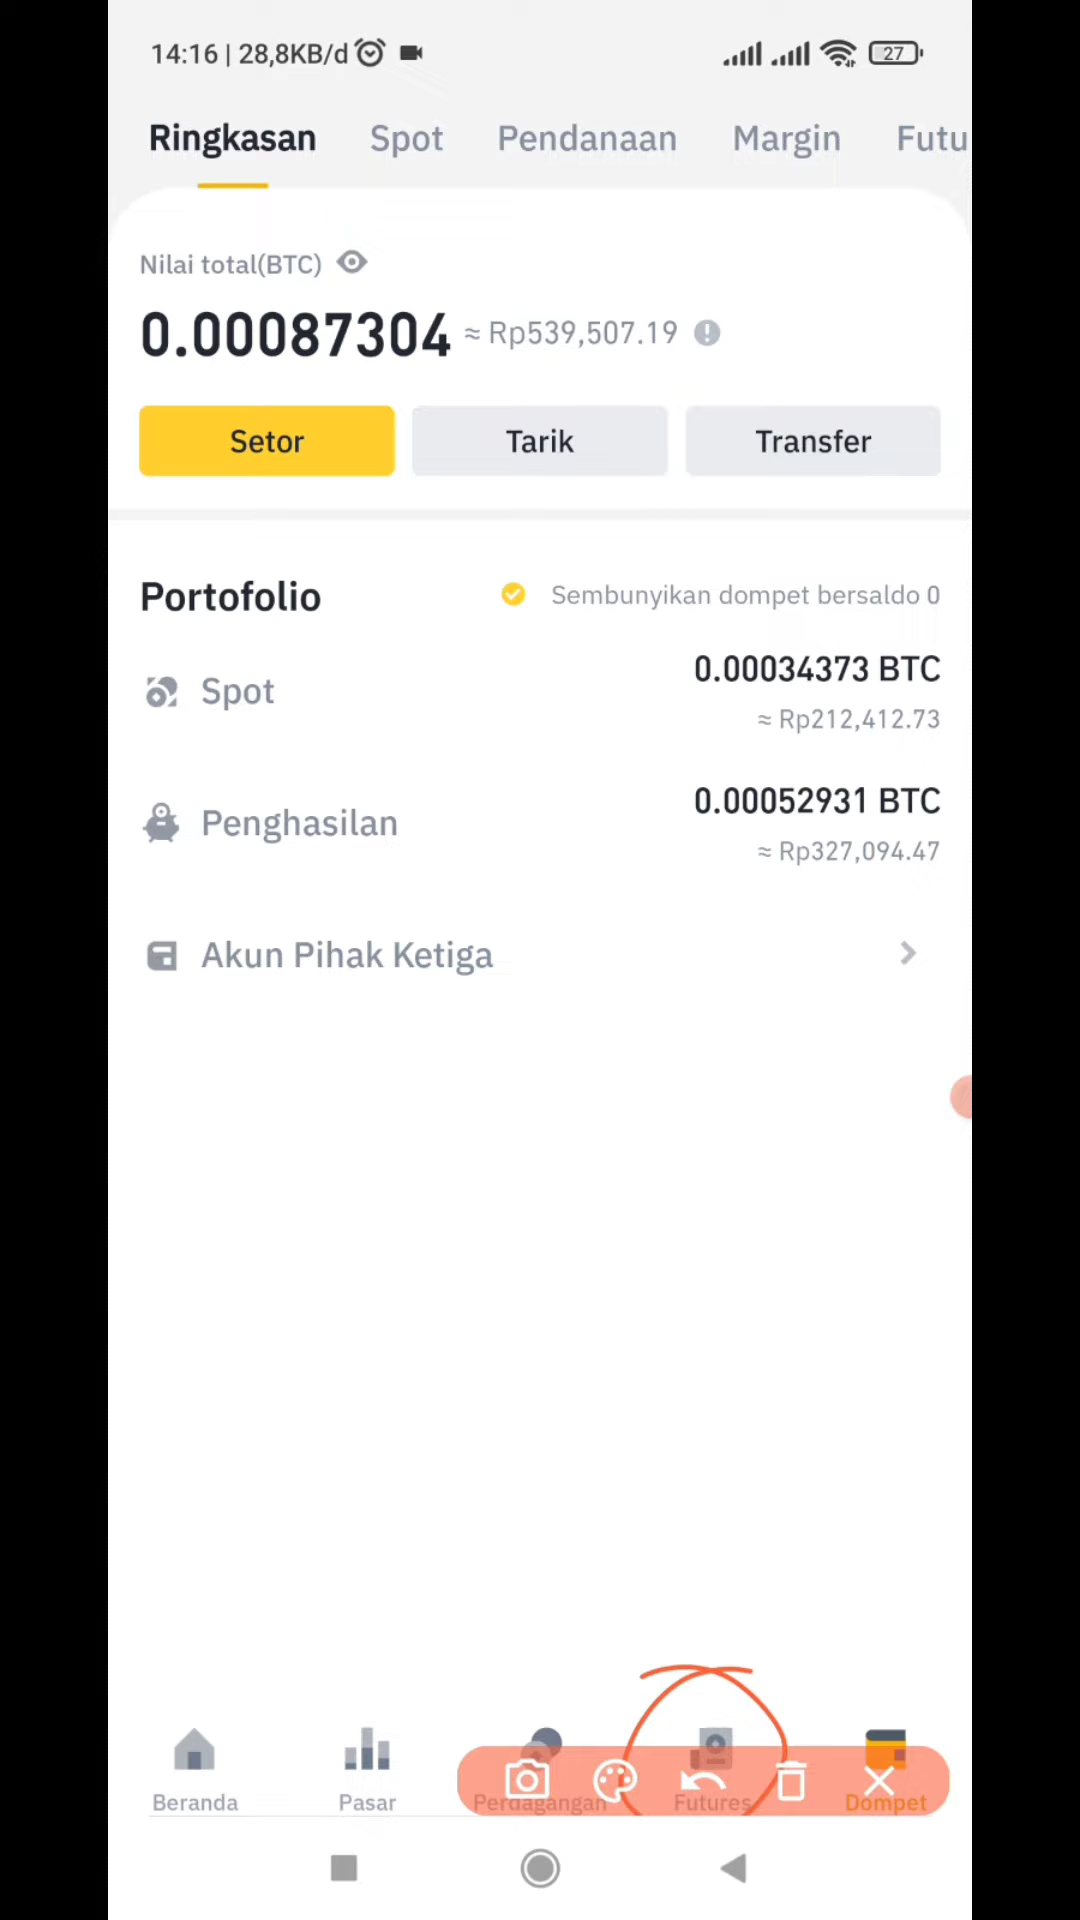 14:16 | 28,8KB/d
27
Ringkasan Spot Pendanaan Margin Futu
Nilai total(BTC)
0.00087304 ≈ Rp539,507.19
Setor Tarik Transfer
Portofolio Sembunyikan dompet bersaldo 0
Spot 0.00034373 BTC
≈ Rp212,412.73
Penghasilan 0.00052931 BTC
≈ Rp327,094.47
Akun Pihak Ketiga
Beranda Pasar Perdagangan Futures Dompet